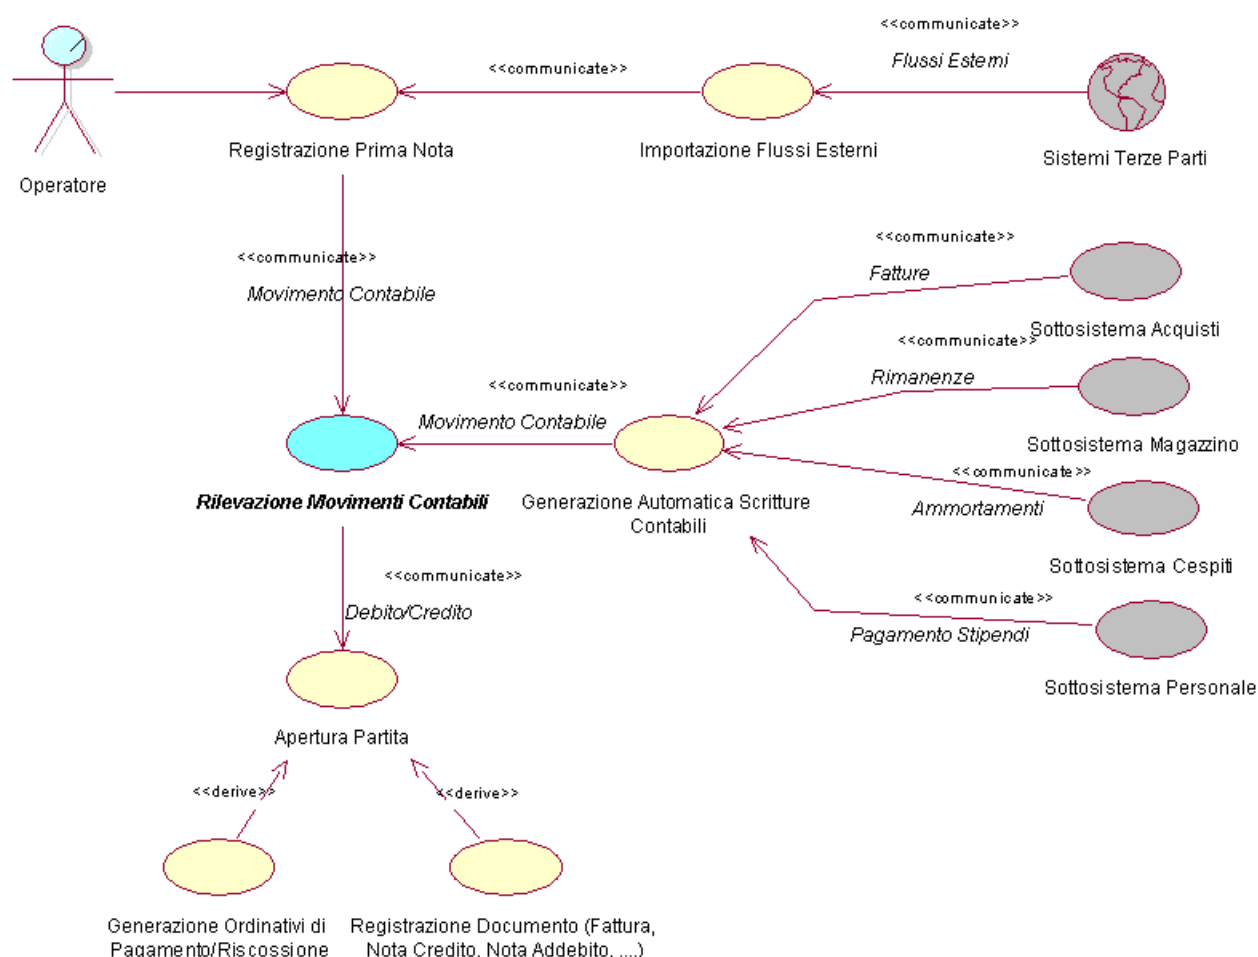 <<communicate>>
Flussi Esterni
<<communicate>>
Registrazione Prima Nota
Importazione Flussi Esterni
Sistemi Terze Parti
Operatore
<<communicate>>
Fatture
<<communicate>>
Movimento Contabile
Sottosistema Acquisti
<<communicate>>
Rimanenze
<<communicate>>
Movimento Contabile
Sottosistema Magazzino
<<communicate>>
Ammortamenti
Rilevazione Movimenti Contabili
Generazione Automatica Scritture
Contabili
Sottosistema Cespiti
<<communicate>>
Debito/Credito
<<communicate>>
Pagamento Stipendi
Sottosistema Personale
Apertura Partita
<<derive>>
<<derive>>
Generazione Ordinativi di
Pagamento/Riscossione
Registrazione Documento (Fattura,
Nota Credito, Nota Addebito, ....)